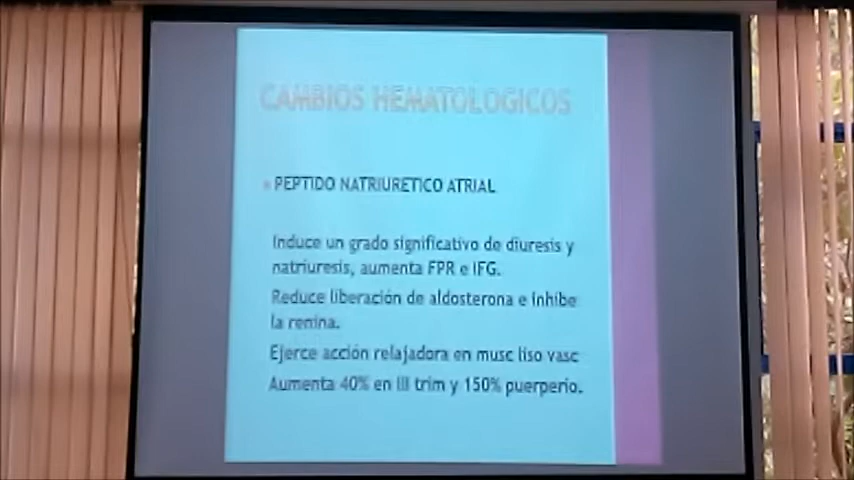 CAMBIOS HEMATOLOGICOS
PEPTIDO NATRIURETICO ATRIAL
Induce un grado significativo de diuresis y
natriuresis, aumenta FPR e IFG.
Reduce liberación de aldosterona e inhibe
la renina.
Ejerce acción relajadora en musc liso vasc
Aumenta 40% en III trim y 150% puerperio.